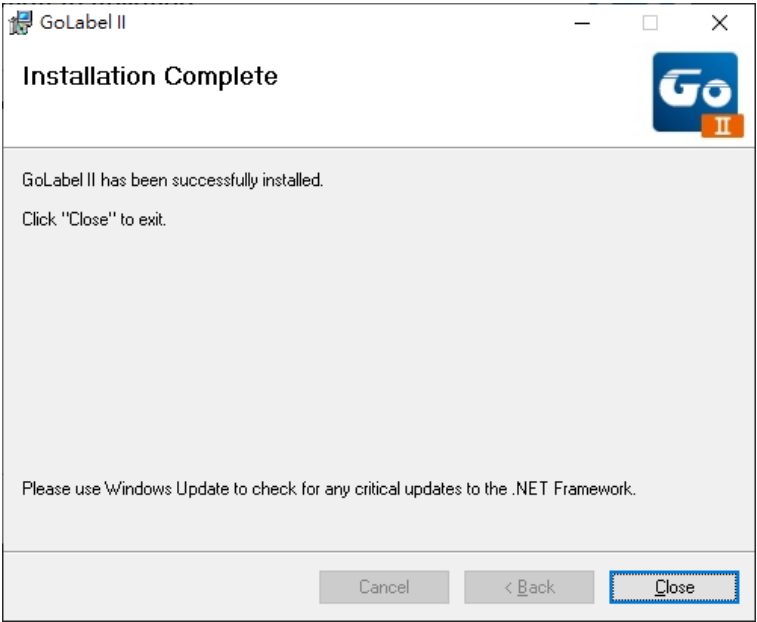 GoLabel II
Installation Complete
Go
II
GoLabel II has been successfully installed.
Click "Close" to exit.
Please use Windows Update to check for any critical updates to the .NET Framework.
Cancel
< Back
Close